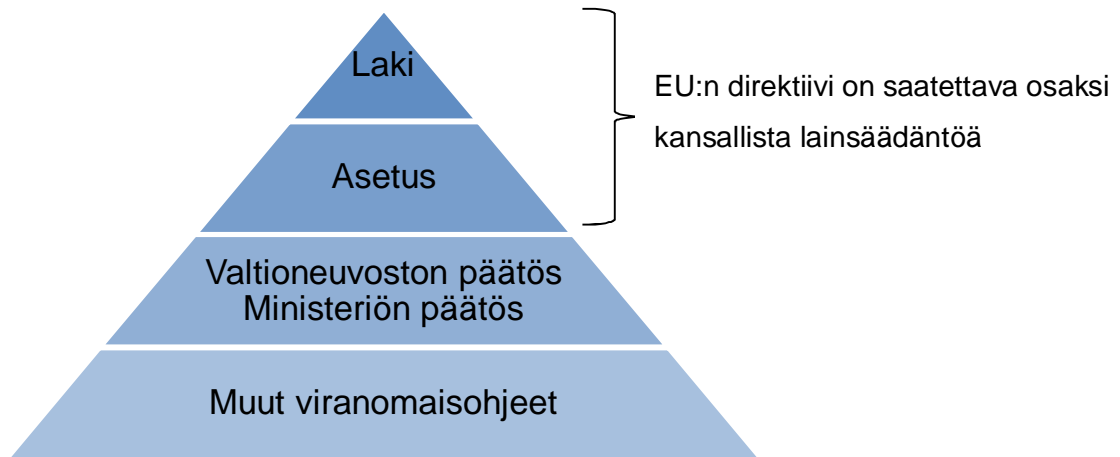 Laki
EU:n direktiivi on saatettava osaksi
kansallista lainsäädäntöä
Asetus
Valtioneuvoston päätös
Ministeriön päätös
Muut viranomaisohjeet